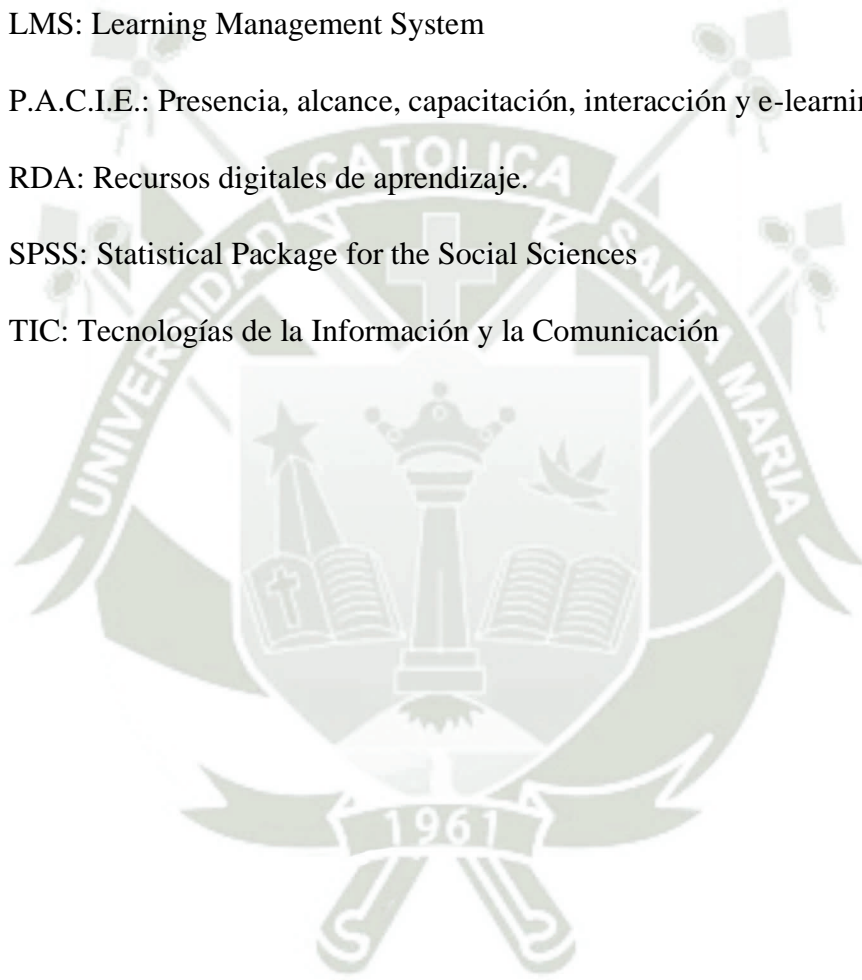 LMS: Learning Management System
P.A.C.I.E.: Presencia, alcance, capacitación, interacción y
RDA: Recursos digitales de aprendizaje.
SPSS: Statistical Package for the Social Sciences
TIC: Tecnologías de la Información y la Comunicación
UNIVERSIDAD CATOLICA SANTA MARIA
1961